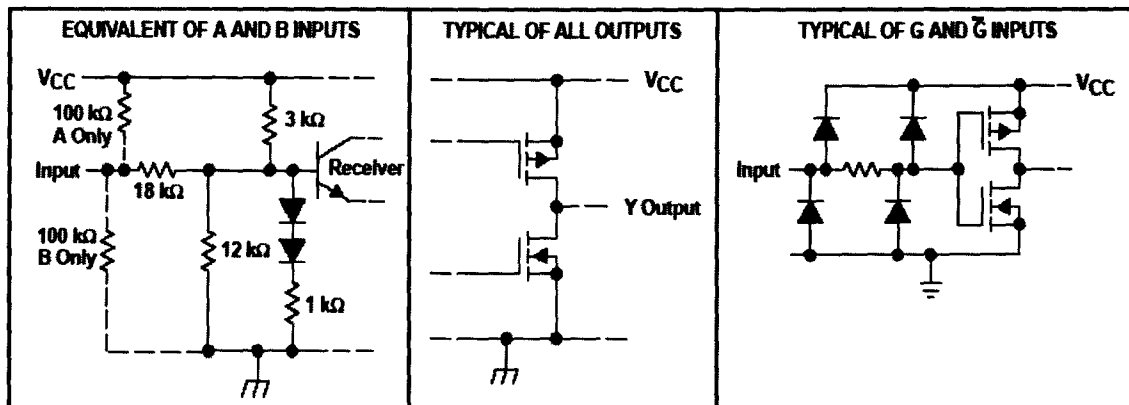 EQUIVALENT OF A AND B INPUTS
VCC
100 kΩ
A Only
3 kΩ
Input
18 kΩ
Receiver
100 kΩ
B Only
12 kΩ
1 kΩ
TYPICAL OF ALL OUTPUTS
VCC
Y Output
TYPICAL OF G AND G̅ INPUTS
VCC
Input